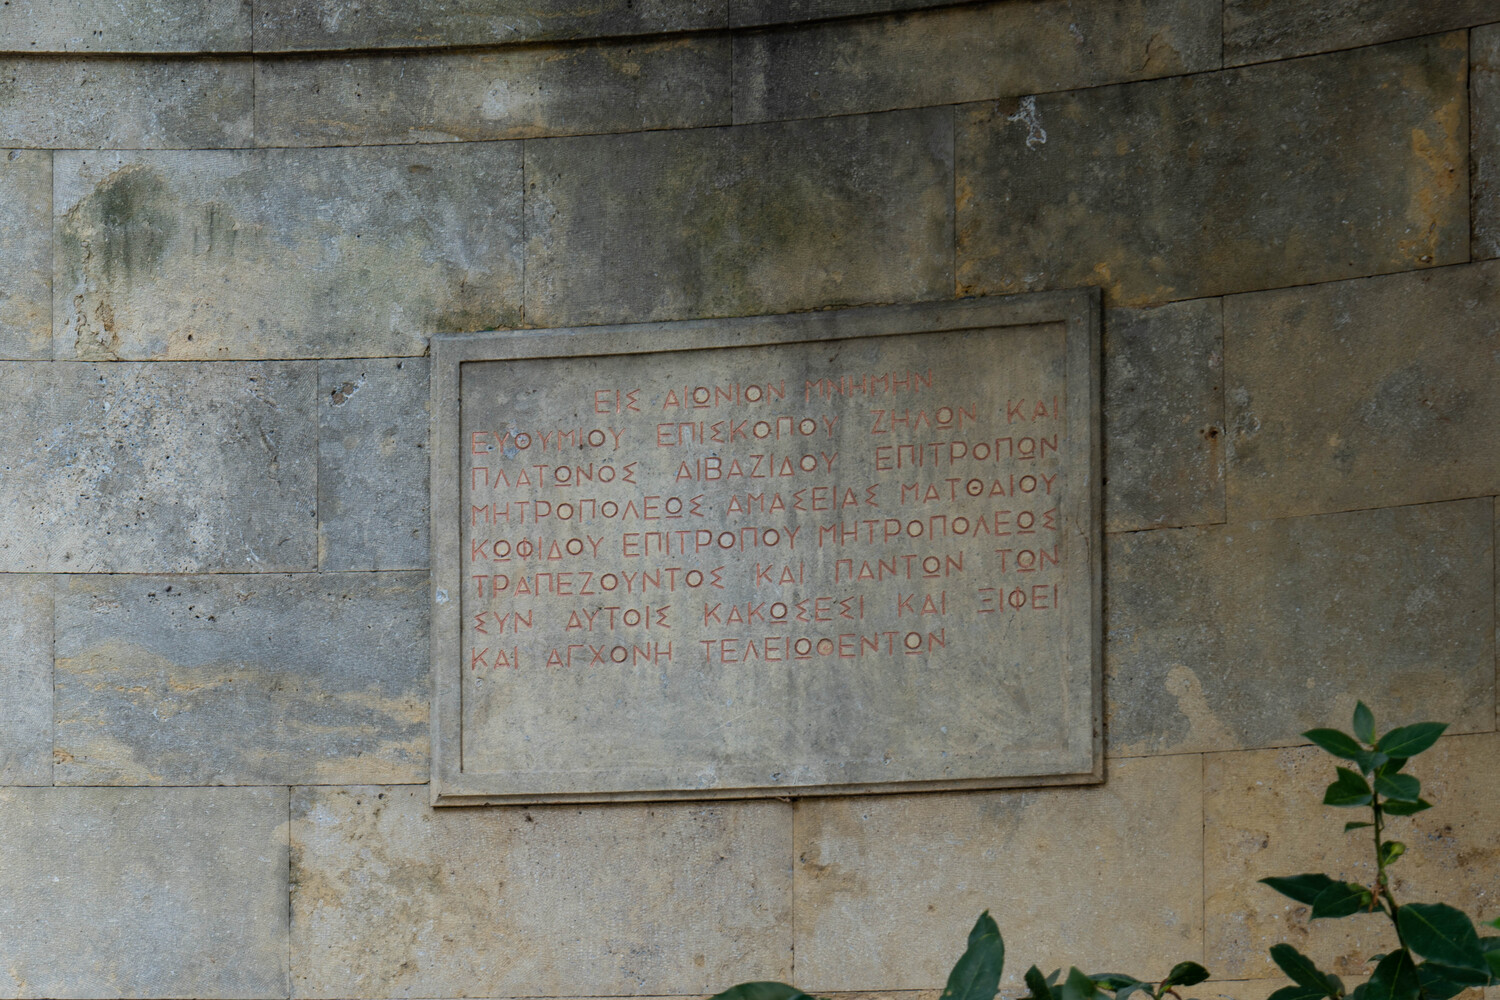 ΕΙΣ ΑΙΩΝΙΟΝ ΜΝΗΜΗΝ
ΕΥΘΥΜΙΟΥ ΕΠΙΣΚΟΠΟΥ ΖΗΛΩΝ ΚΑΙ
ΠΛΑΤΩΝΟΣ ΑΙΒΑΖΙΔΟΥ ΕΠΙΤΡΟΠΩΝ
ΜΗΤΡΟΠΟΛΕΩΣ ΑΜΑΣΕΙΑΣ ΜΑΤΘΑΙΟΥ
ΚΩΦΙΔΟΥ ΕΠΙΤΡΟΠΟΥ ΜΗΤΡΟΠΟΛΕΩΣ
ΤΡΑΠΕΖΟΥΝΤΟΣ ΚΑΙ ΠΑΝΤΩΝ ΤΩΝ
ΣΥΝ ΑΥΤΟΙΣ ΚΑΚΩΣΕΣΙ ΚΑΙ ΞΙΦΕΙ
ΚΑΙ ΑΓΧΟΝΗ ΤΕΛΕΙΩΘΕΝΤΩΝ